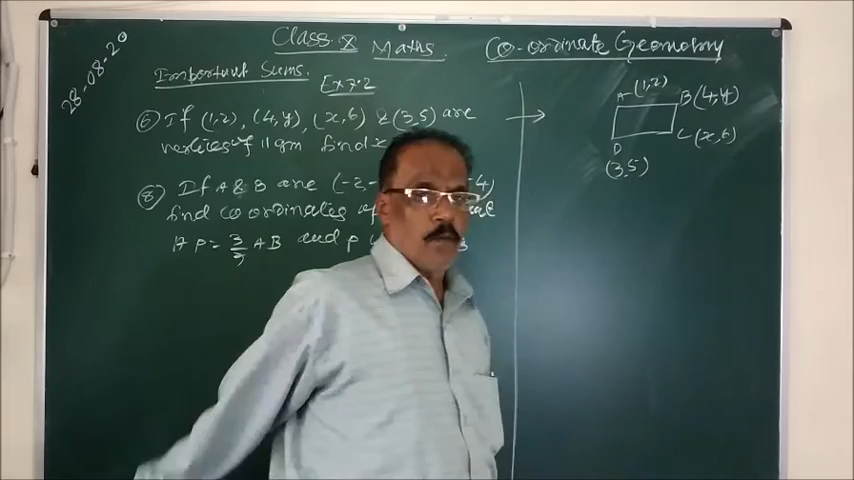 28-08-20
Class X Maths Co-ordinate Geometry
Important Sums Ex 7.2
(6) If (1,2), (4,y), (x,6) & (3,5) are
vertices of ||gm find x
(8) If A & B are (-2,-2 -4)
find coordinates of
AP = 3/7 AB and P
A (1,2)
B (4,y)
C (x,6)
D
(3,5)